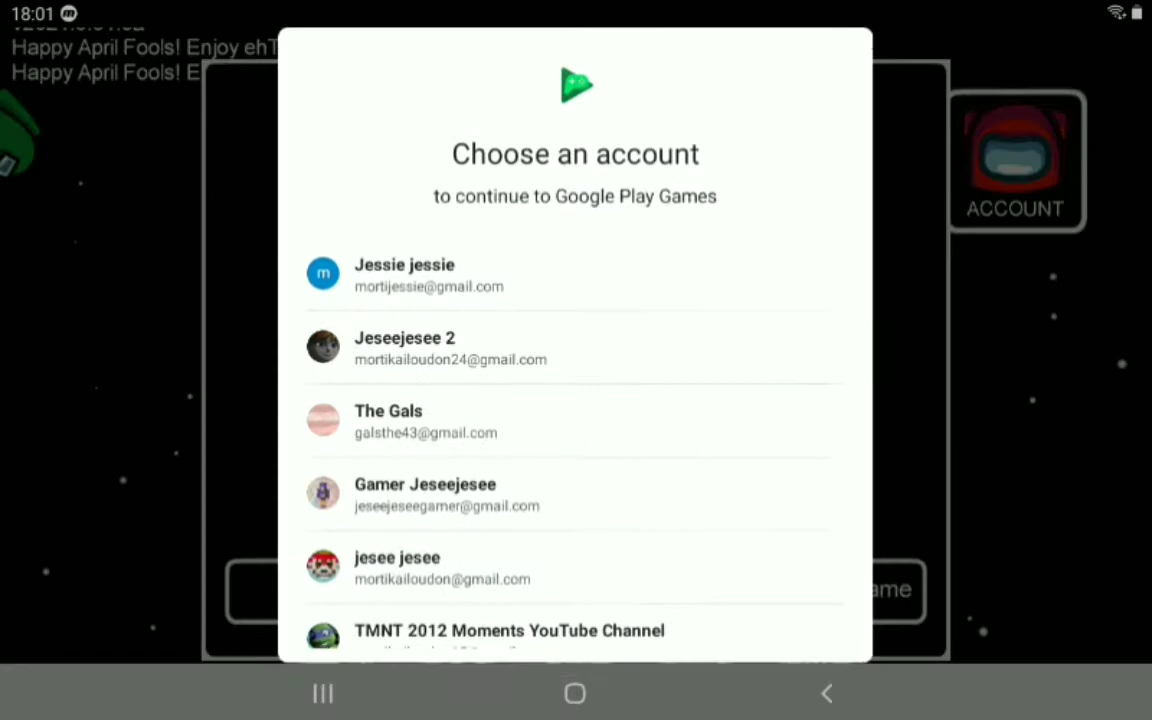 18:01
Happy April Fools! Enjoy ehT
Happy April Fools! E
Choose an account
to continue to Google Play Games
ACCOUNT
m
Jessie jessie
mortijessie@gmail.com
Jeseejesee 2
mortikailoudon24@gmail.com
The Gals
galsthe43@gmail.com
Gamer Jeseejesee
jeseejeseegamer@gmail.com
jesee jesee
mortikailoudon@gmail.com
ame
TMNT 2012 Moments YouTube Channel